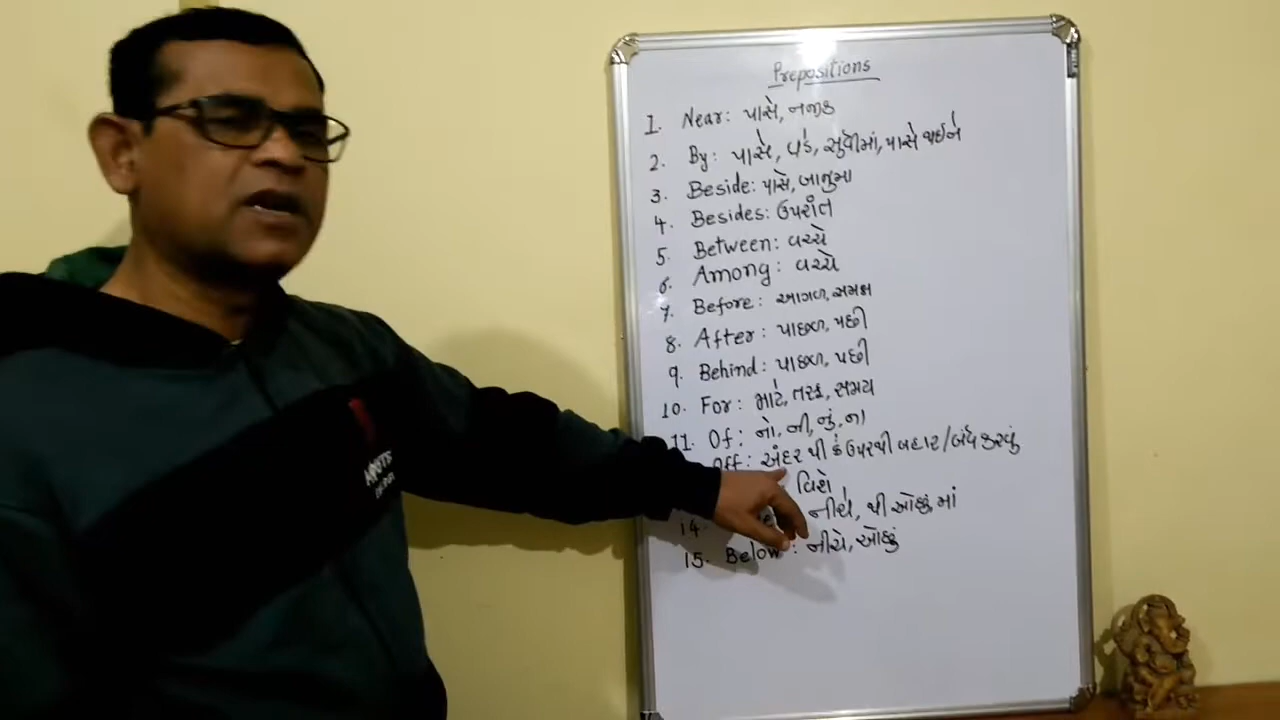 Prepositions
1. Near: પાસે, નજીક
2. By: પાસે, વડે, સુધીમાં, પાસે થઈને
3. Beside: પાસે, બાજુમાં
4. Besides: ઉપરાંત
5. Between: વચ્ચે
6. Among: વચ્ચે
7. Before: આગળ, સમક્ષ
8. After: પાછળ, પછી
9. Behind: પાછળ, પછી
10. For: માટે, તરફ, સમય
11. Of: નો, ની, નું, ના
Off: અંદર થી કે ઉપરથી બહાર/બંધ કરવું
વિશે
14. નીચે, થી ઓછું માં
15. Below: નીચે, ઓછું